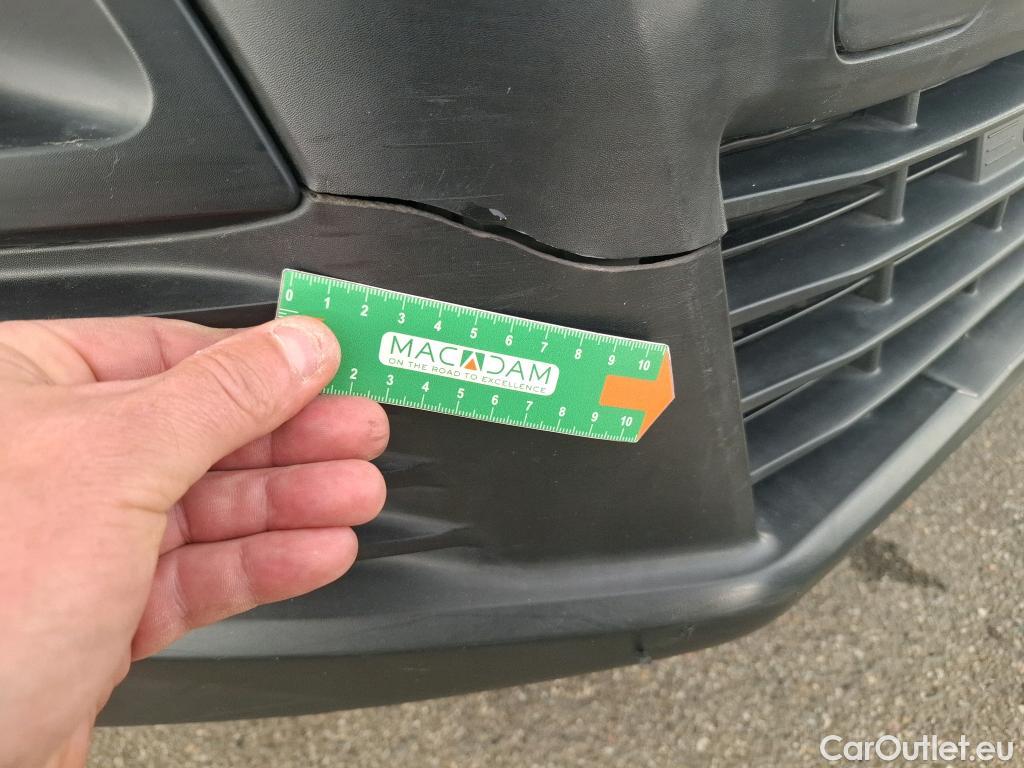 0 1 2 3 4 5 6 7 8 9 10
MACADAM
ON THE ROAD TO EXCELLENCE
2 3 4 5 6 7 8 9 10
CarOutlet.eu